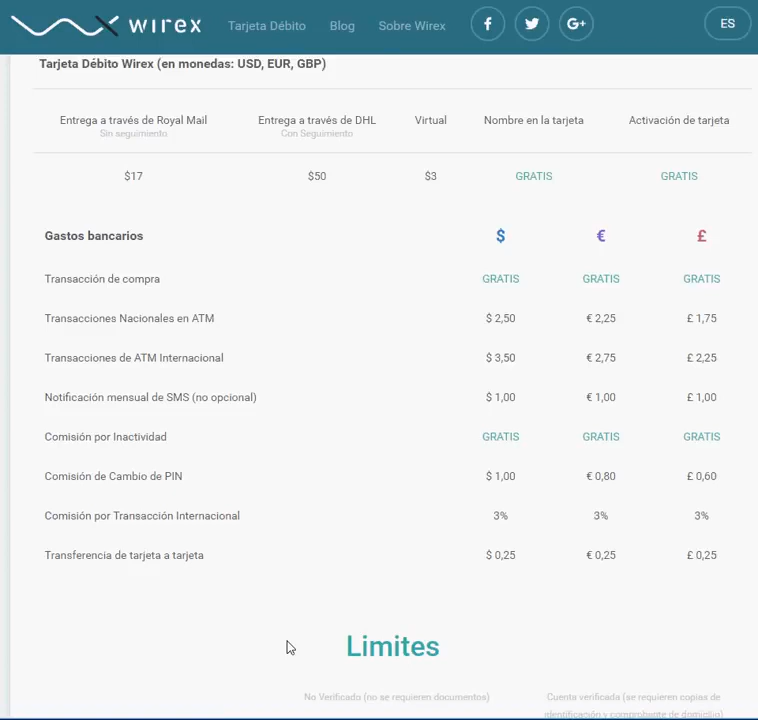 wirex Tarjeta Débito Blog Sobre Wirex f G+ ES
Tarjeta Débito Wirex (en monedas: USD, EUR, GBP)
Entrega a través de Royal Mail Entrega a través de DHL Virtual Nombre en la tarjeta Activación de tarjeta
Sin seguimiento Con Seguimiento
$17 $50 $3 GRATIS GRATIS
Gastos bancarios $ € £
Transacción de compra GRATIS GRATIS GRATIS
Transacciones Nacionales en ATM $ 2,50 € 2,25 £ 1,75
Transacciones de ATM Internacional $ 3,50 € 2,75 £ 2,25
Notificación mensual de SMS (no opcional) $ 1,00 € 1,00 £ 1,00
Comisión por Inactividad GRATIS GRATIS GRATIS
Comisión de Cambio de PIN $ 1,00 € 0,80 £ 0,60
Comisión por Transacción Internacional 3% 3% 3%
Transferencia de tarjeta a tarjeta $ 0,25 € 0,25 £ 0,25
Limites
No Verificado (no se requieren documentos) Cuenta verificada (se requieren copias de
identificación y comprobante de domicilio)